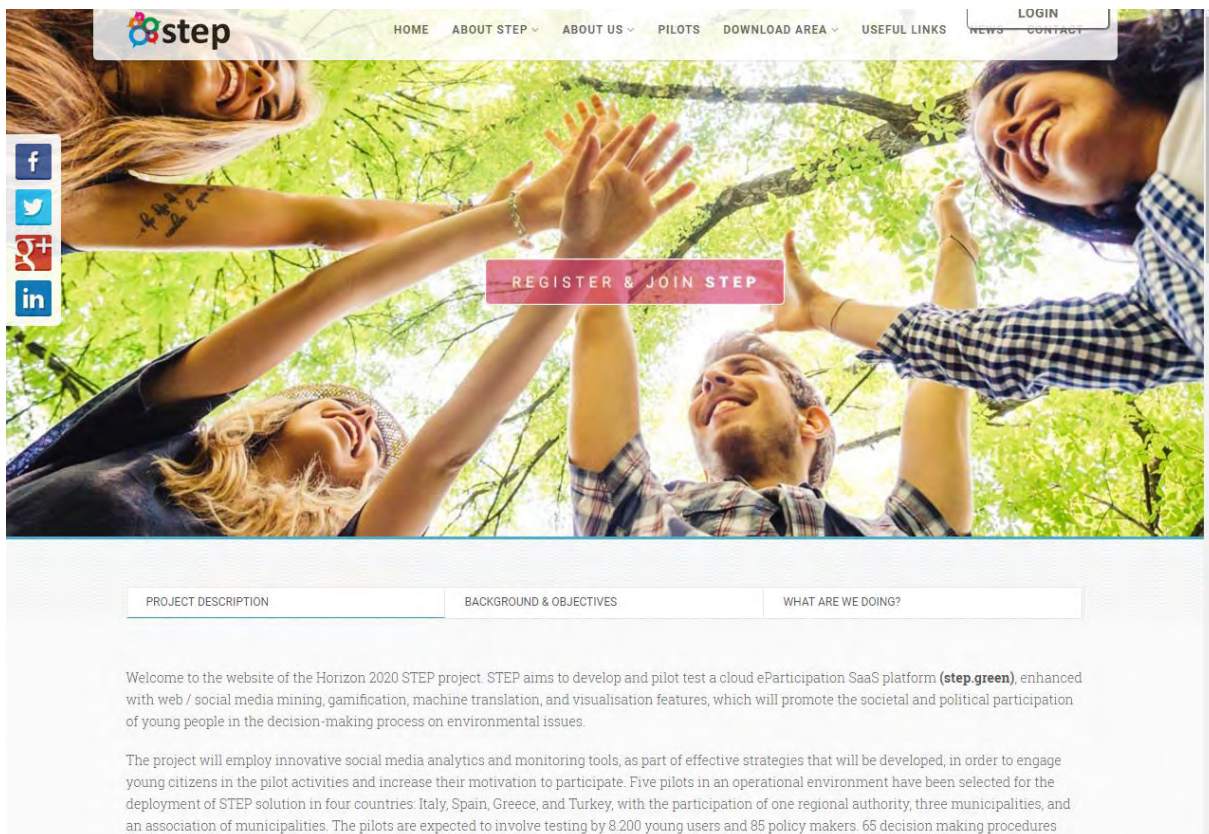 step
HOME ABOUT STEP ABOUT US PILOTS DOWNLOAD AREA USEFUL LINKS NEWS CONTACT
LOGIN
f
g+
in
REGISTER & JOIN STEP
PROJECT DESCRIPTION BACKGROUND & OBJECTIVES WHAT ARE WE DOING?
Welcome to the website of the Horizon 2020 STEP project. STEP aims to develop and pilot test a cloud eParticipation SaaS platform (step.green), enhanced
with web / social media mining, gamification, machine translation, and visualisation features, which will promote the societal and political participation
of young people in the decision-making process on environmental issues.
The project will employ innovative social media analytics and monitoring tools, as part of effective strategies that will be developed, in order to engage
young citizens in the pilot activities and increase their motivation to participate. Five pilots in an operational environment have been selected for the
deployment of STEP solution in four countries: Italy, Spain, Greece, and Turkey, with the participation of one regional authority, three municipalities, and
an association of municipalities. The pilots are expected to involve testing by 8.200 young users and 85 policy makers. 65 decision making procedures